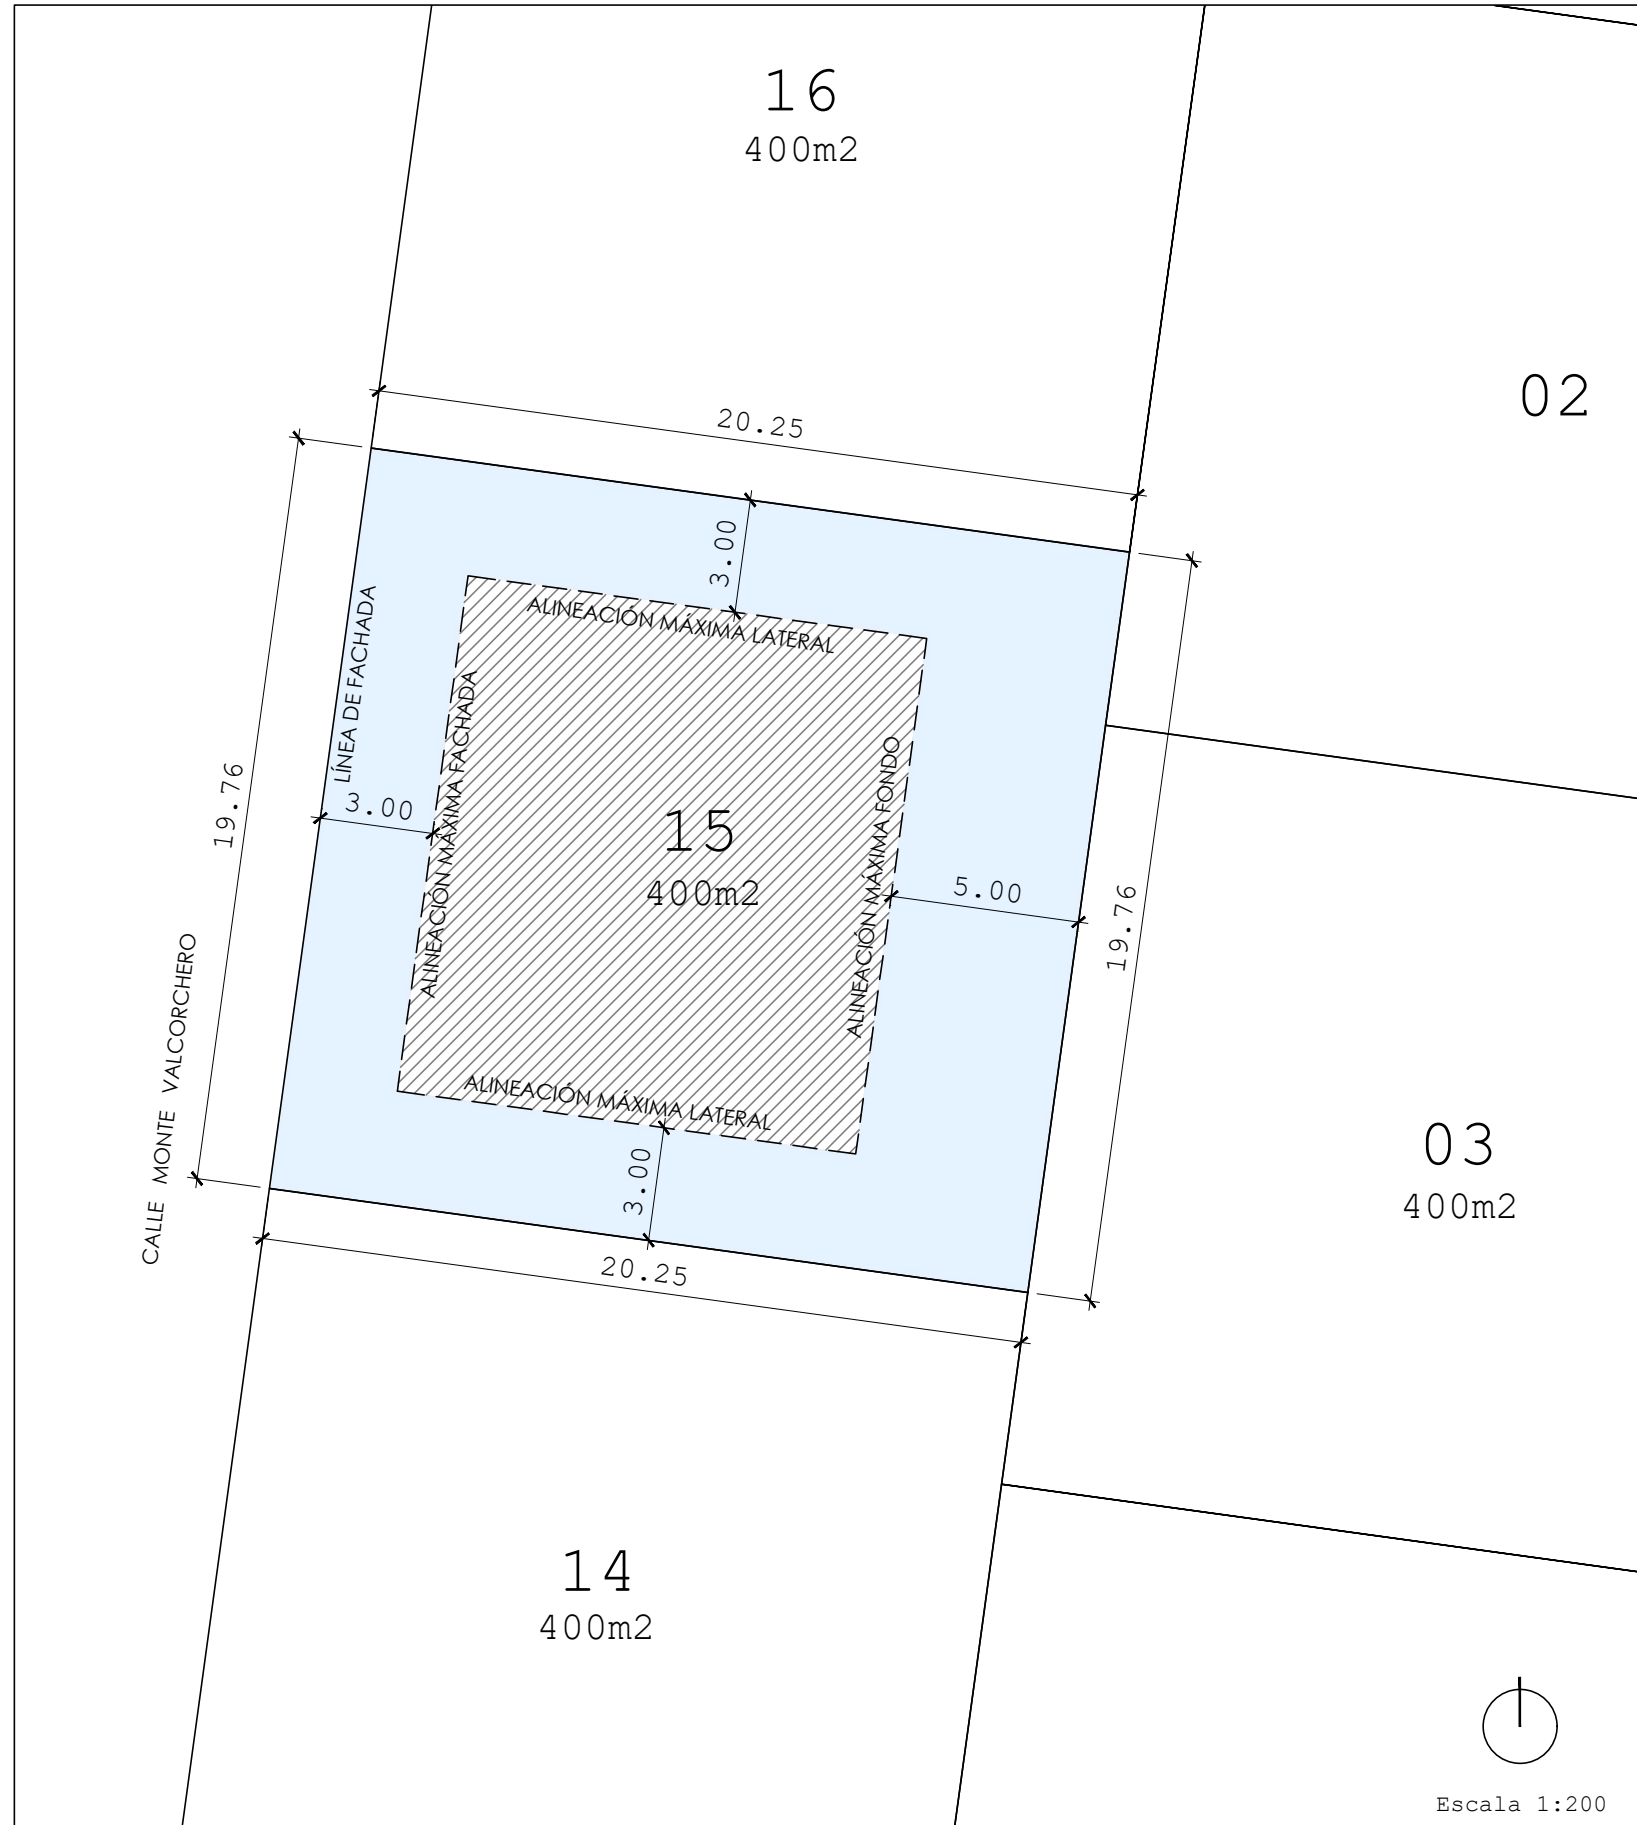 16
400m2
02
20.25
3.00
ALINEACIÓN MÁXIMA LATERAL
LÍNEA DE FACHADA
ALINEACIÓN MÁXIMA FACHADA
ALINEACIÓN MÁXIMA FONDO
19.76
3.00
15
400m2
5.00
19.76
CALLE MONTE VALCORCHERO
ALINEACIÓN MÁXIMA LATERAL
3.00
20.25
03
400m2
14
400m2
Escala 1:200